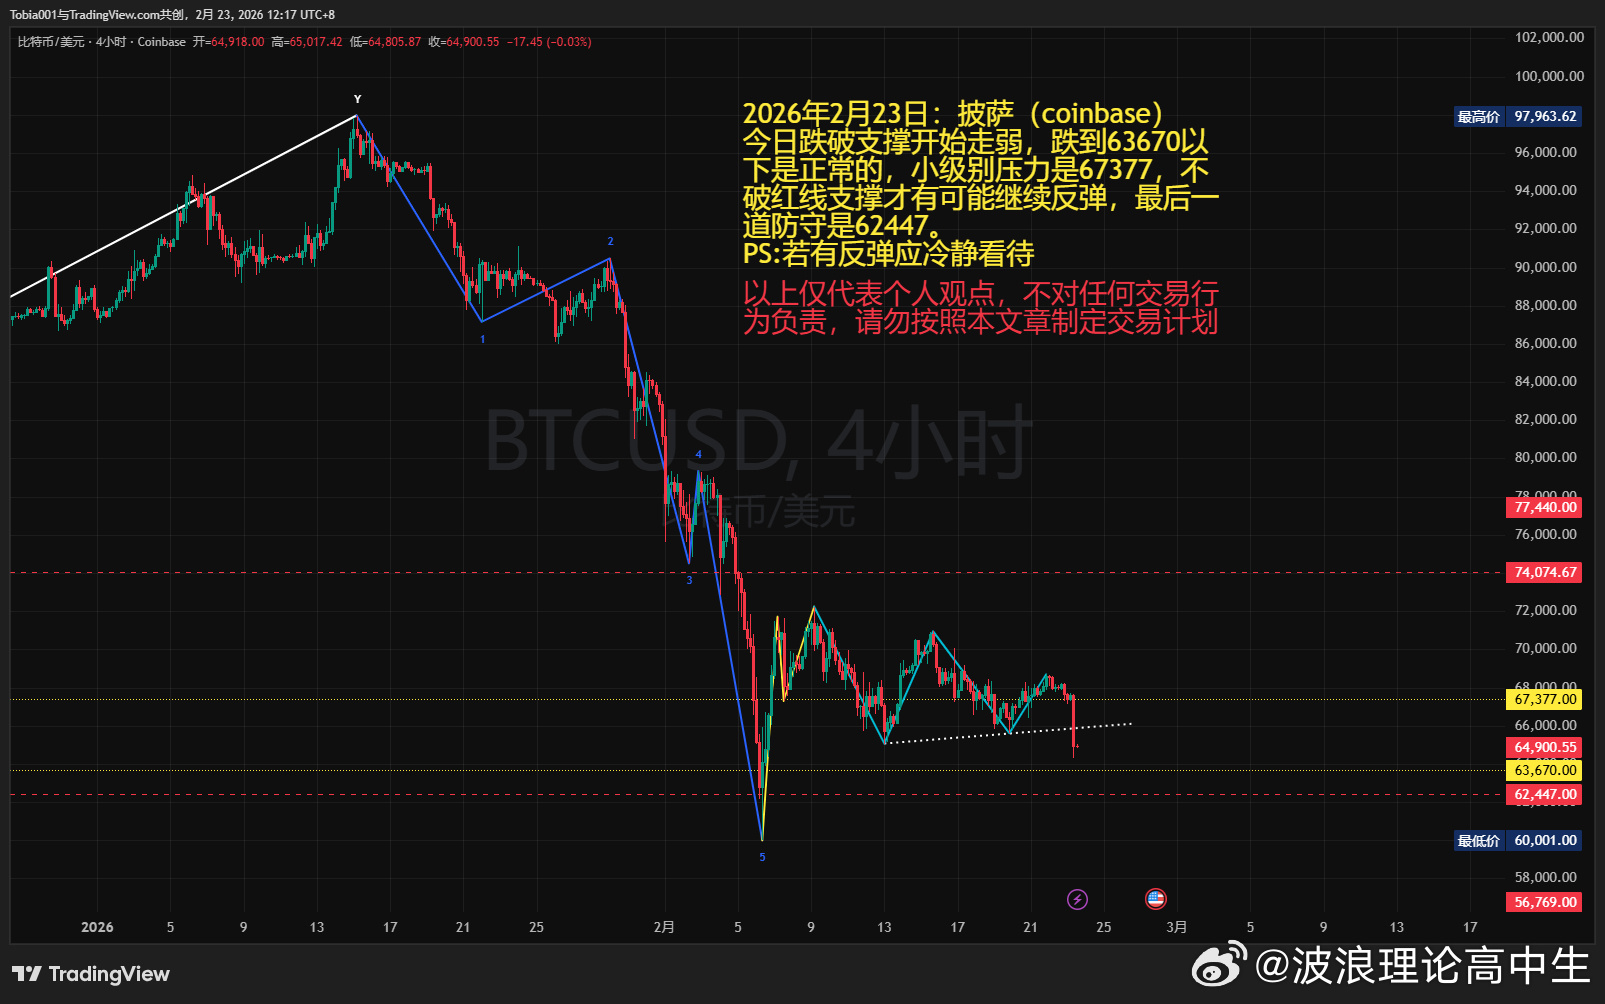 Tobia001与TradingView.com共创，2月 23, 2026 12:17 UTC+8
比特币/美元 · 4小时 · Coinbase 开=64,918.00 高=65,017.42 低=64,805.87 收=64,900.55 −17.45 (−0.03%)
2026年2月23日：披萨（coinbase）
今日跌破支撑开始走弱，跌到63670以
下是正常的，小级别压力是67377，不
破红线支撑才有可能继续反弹，最后一
道防守是62447。
PS:若有反弹应冷静看待
以上仅代表个人观点，不对任何交易行
为负责，请勿按照本文章制定交易计划
Y
1
2
3
4
5
BTCUSD, 4小时
比特币/美元
102,000.00
100,000.00
最高价 97,963.62
96,000.00
94,000.00
92,000.00
90,000.00
88,000.00
86,000.00
84,000.00
82,000.00
80,000.00
78,000.00
77,440.00
76,000.00
74,074.67
72,000.00
70,000.00
68,000.00
67,377.00
66,000.00
64,900.55
63,670.00
62,447.00
最低价 60,001.00
58,000.00
56,769.00
2026 5 9 13 17 21 25 2月 5 9 13 17 21 25 3月 5 9 13 17
TradingView
@波浪理论高中生